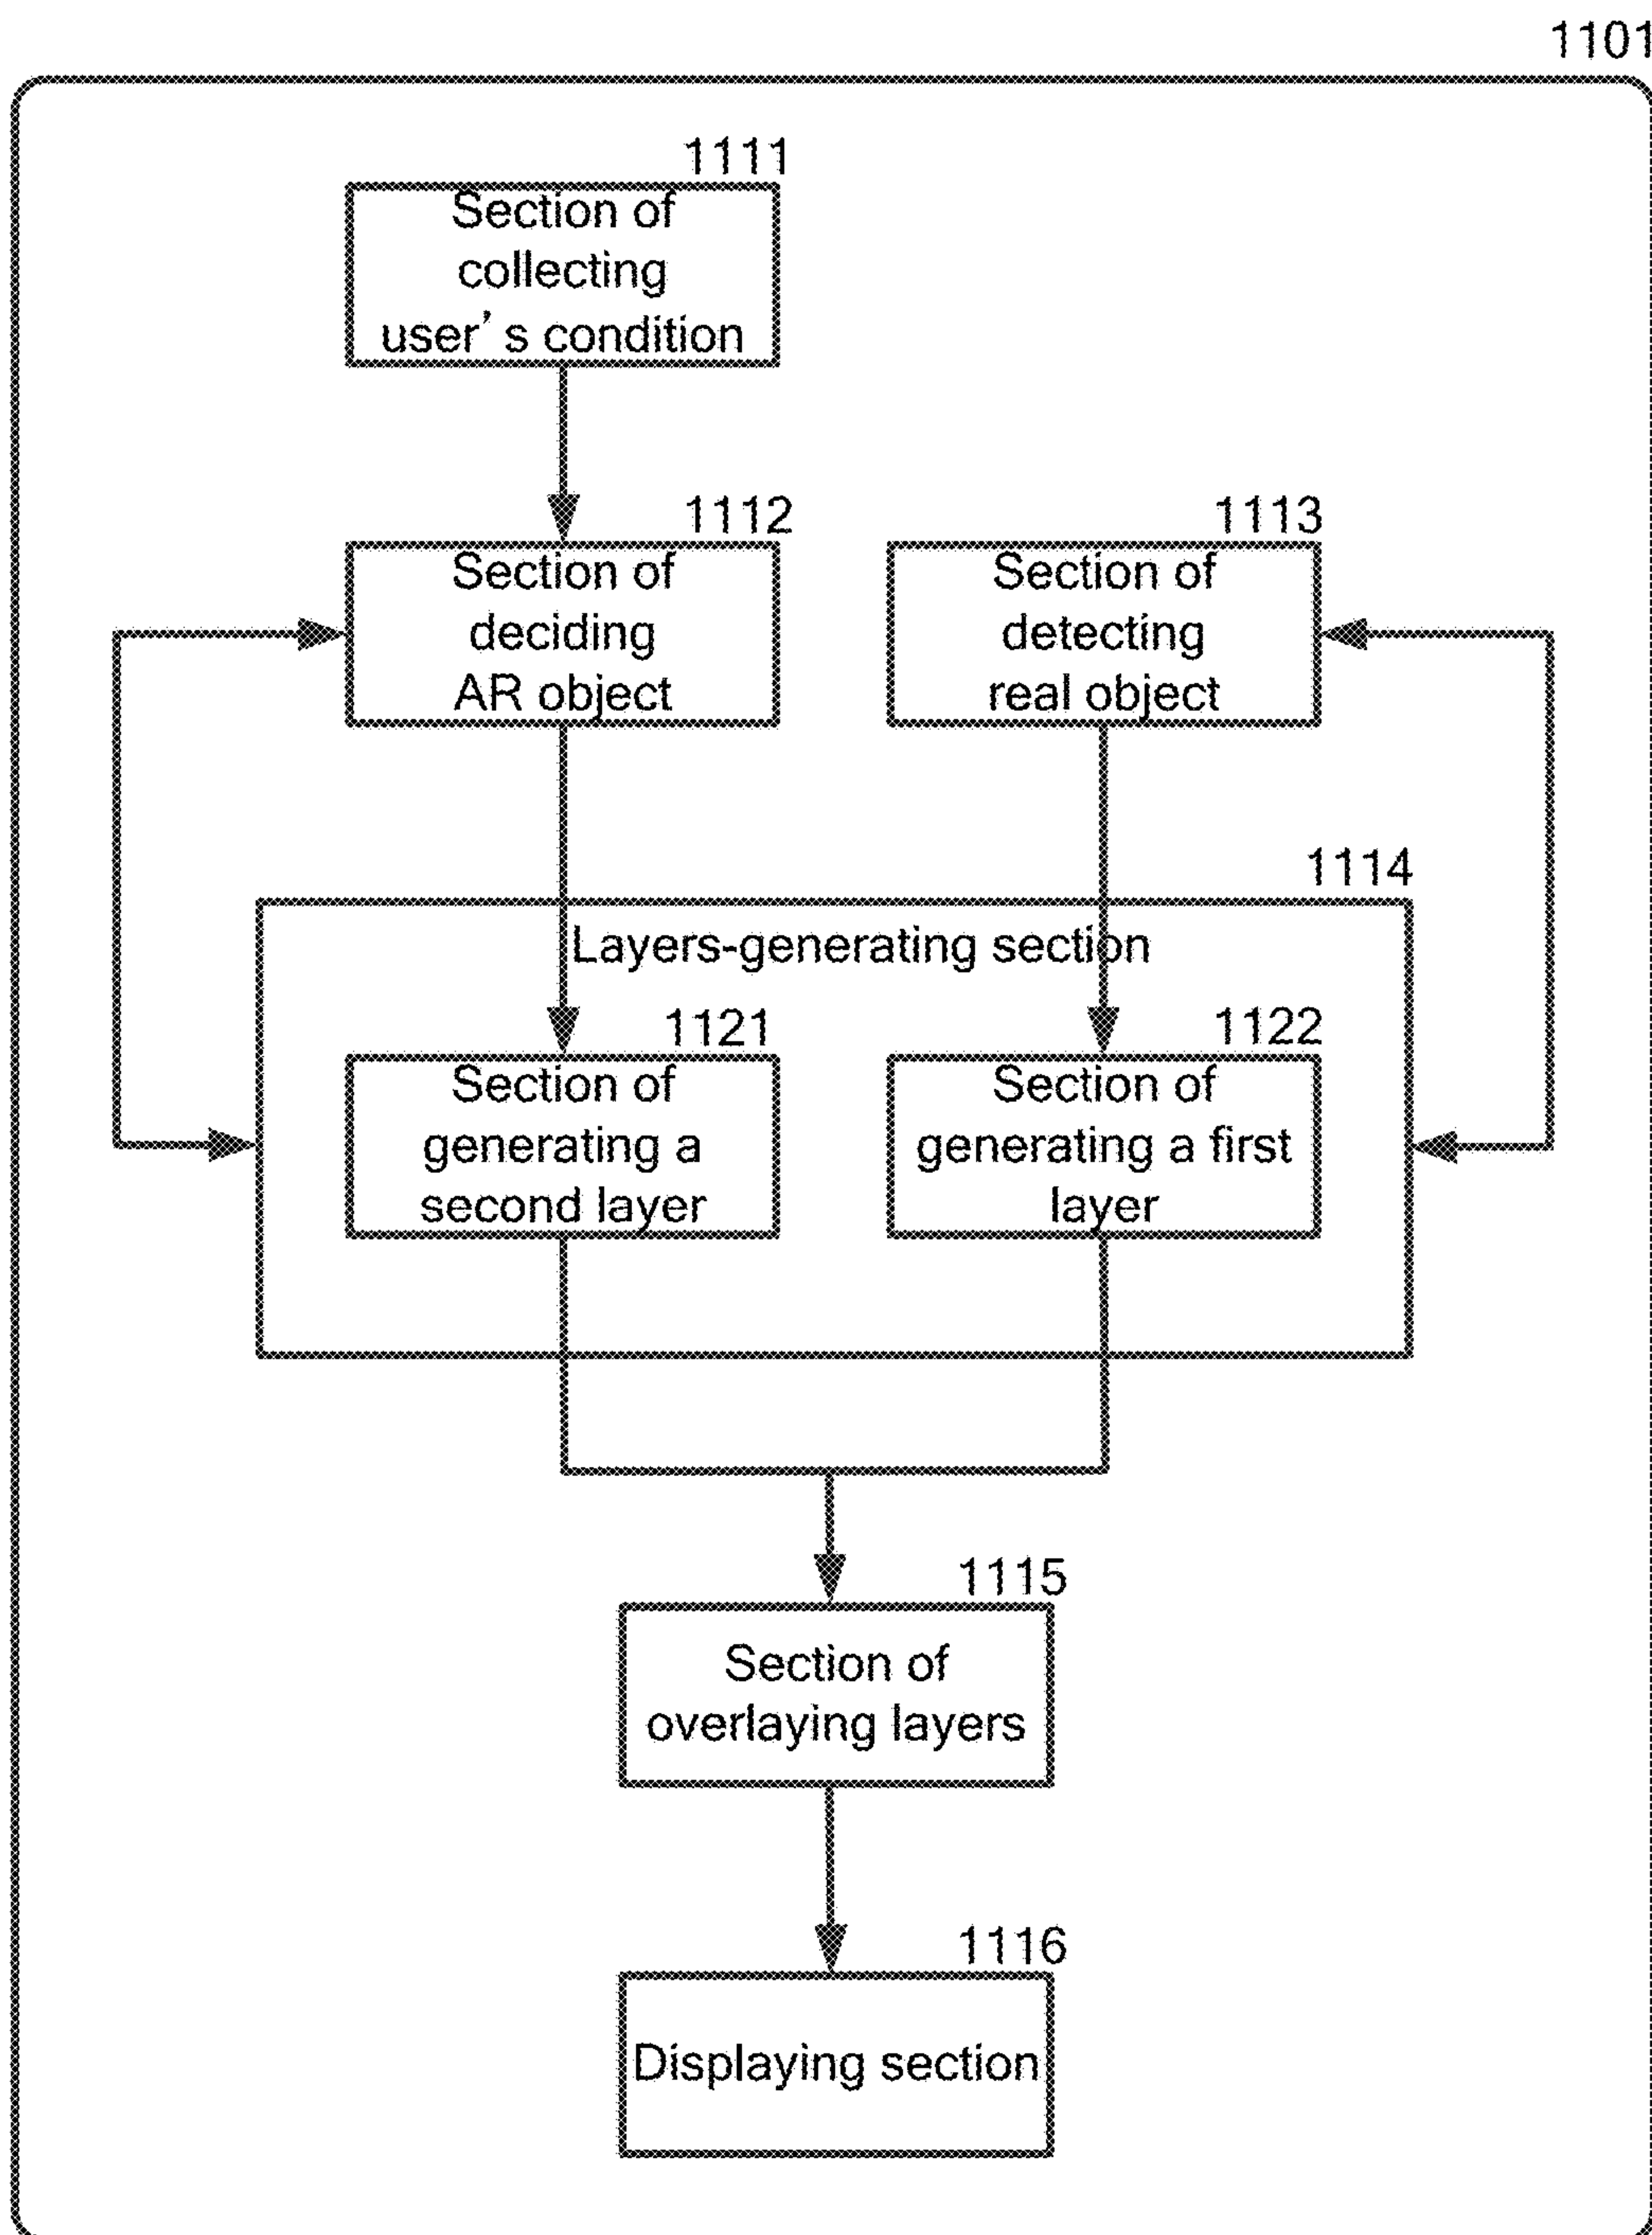 1101
1111
Section of
collecting
user’ s condition
1112
Section of
deciding
AR object
1113
Section of
detecting
real object
1114
Layers-generating section
1121
Section of
generating a
second layer
1122
Section of
generating a first
layer
1115
Section of
overlaying layers
1116
Displaying section